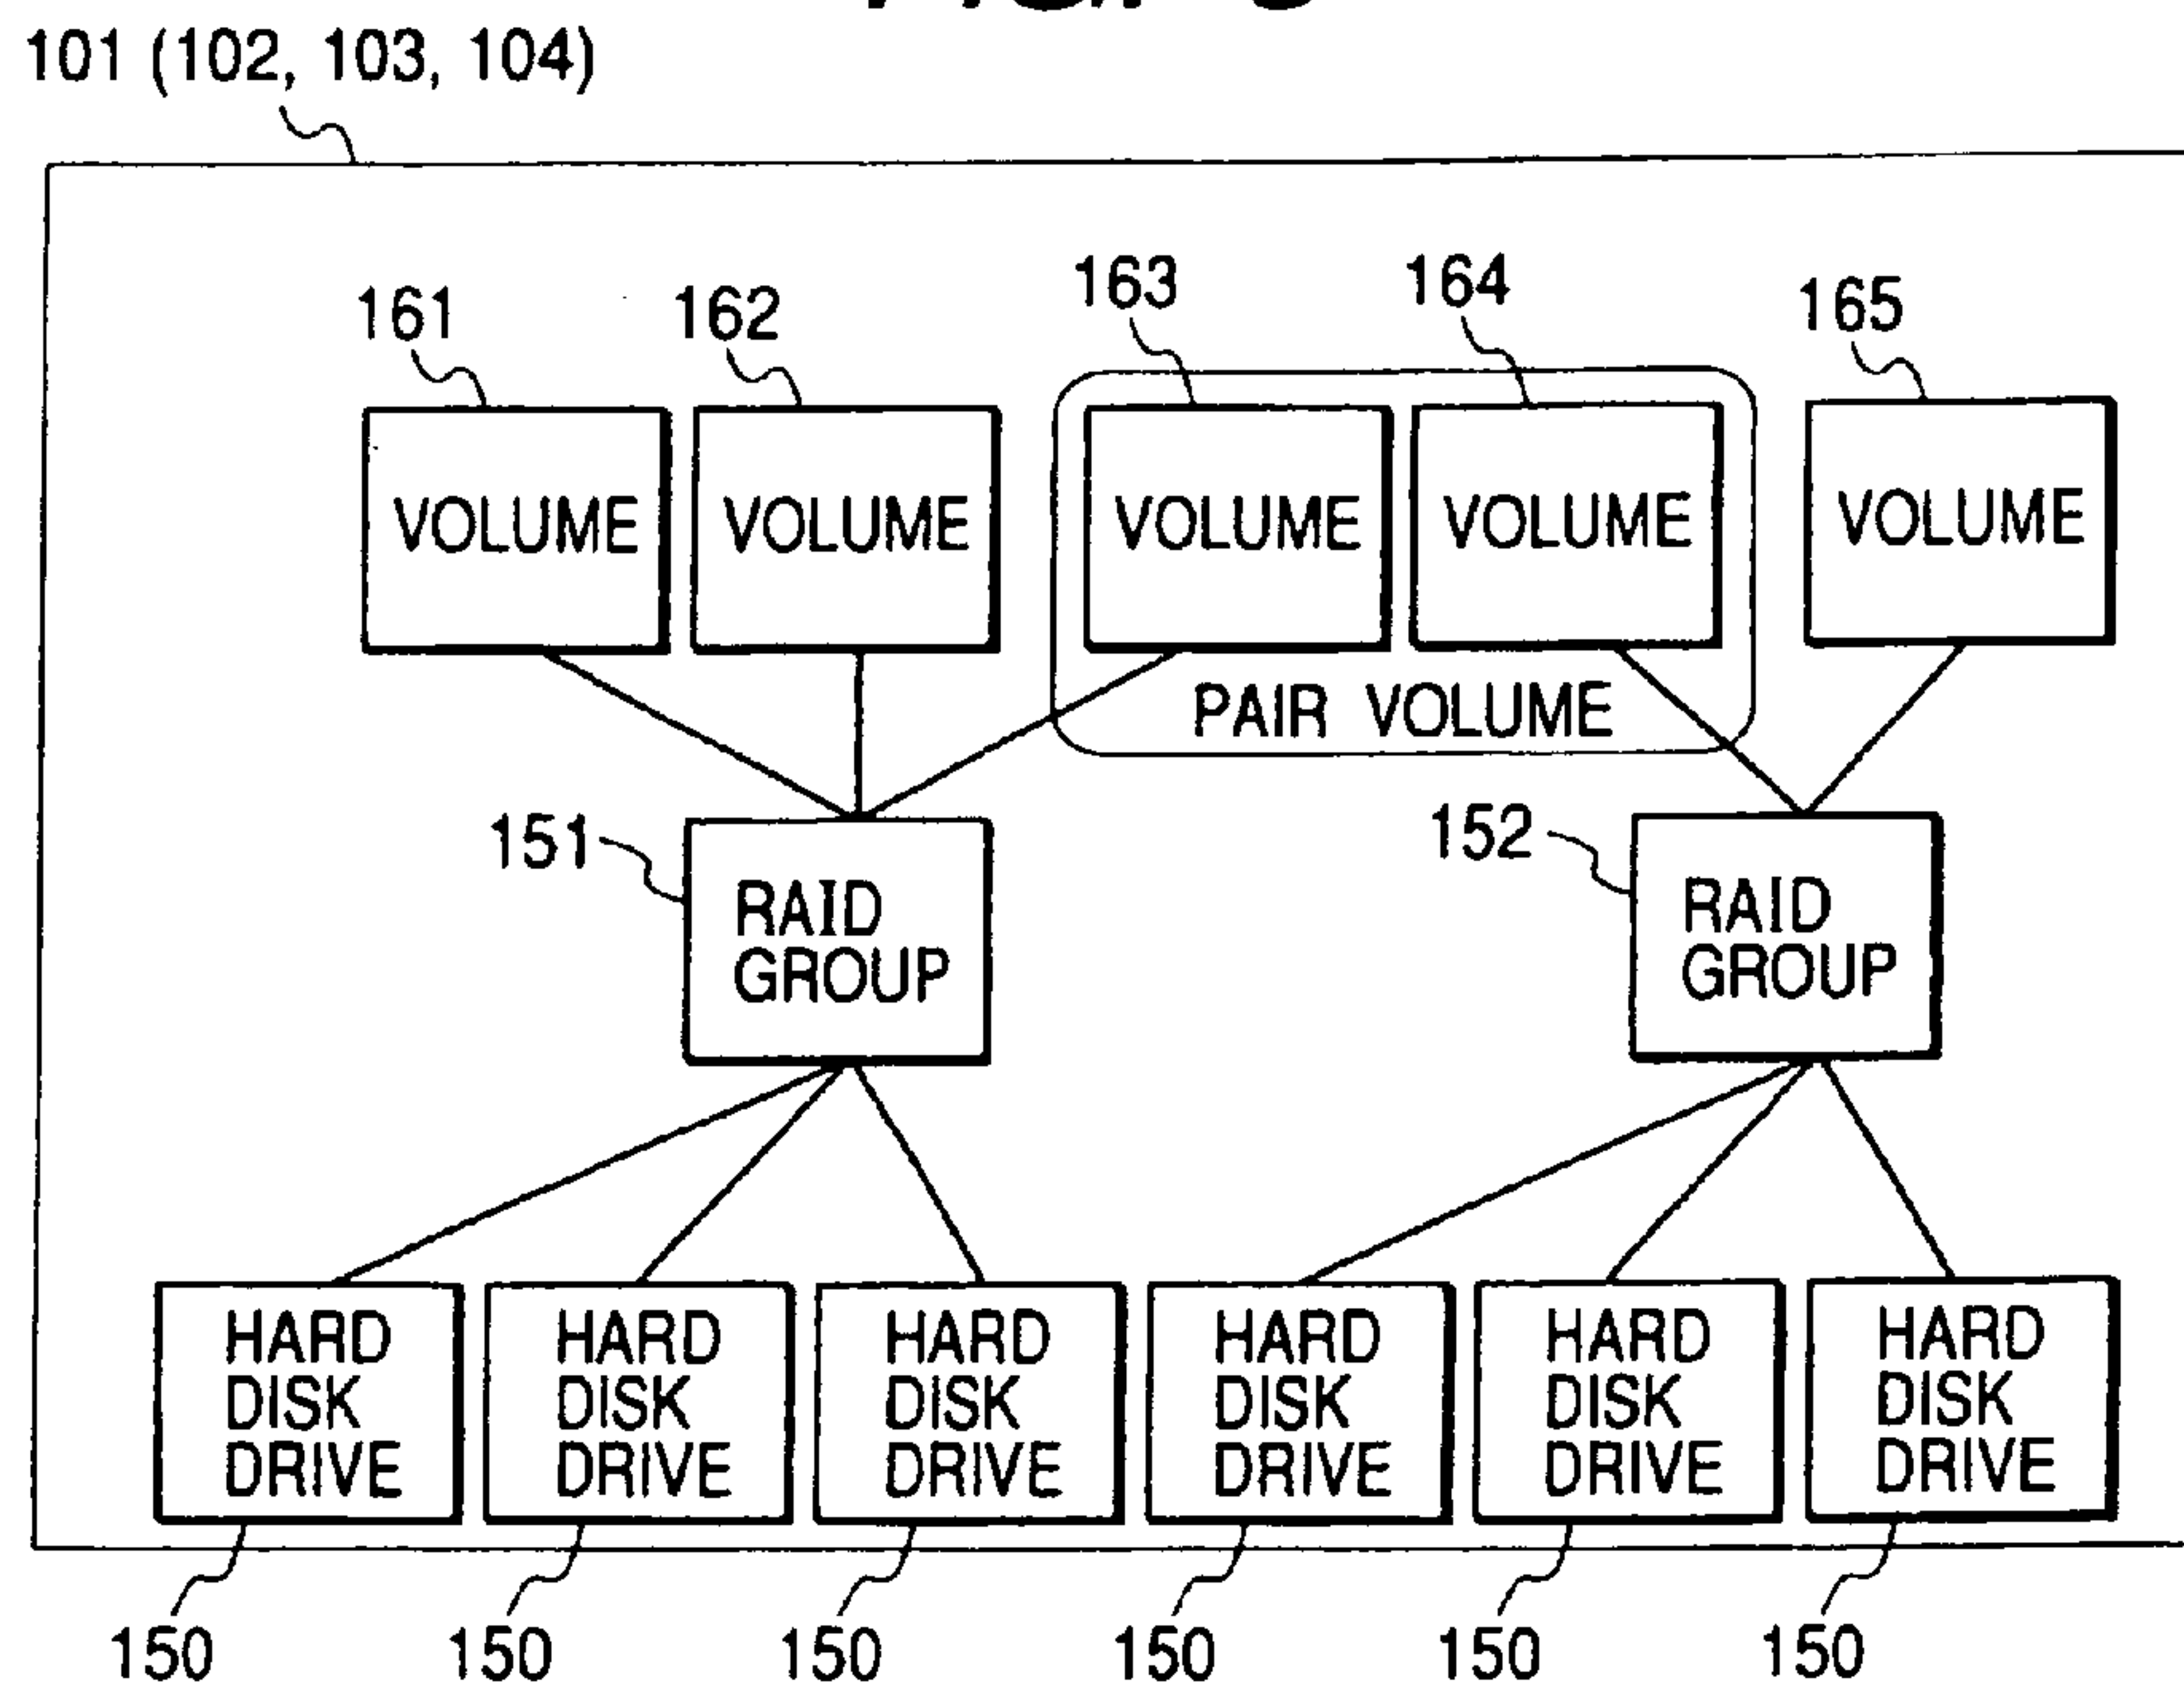 101 (102, 103, 104)
161
162
163
164
165
VOLUME
VOLUME
VOLUME
VOLUME
VOLUME
PAIR VOLUME
151
152
RAID
GROUP
RAID
GROUP
HARD
DISK
DRIVE
HARD
DISK
DRIVE
HARD
DISK
DRIVE
HARD
DISK
DRIVE
HARD
DISK
DRIVE
HARD
DISK
DRIVE
150
150
150
150
150
150